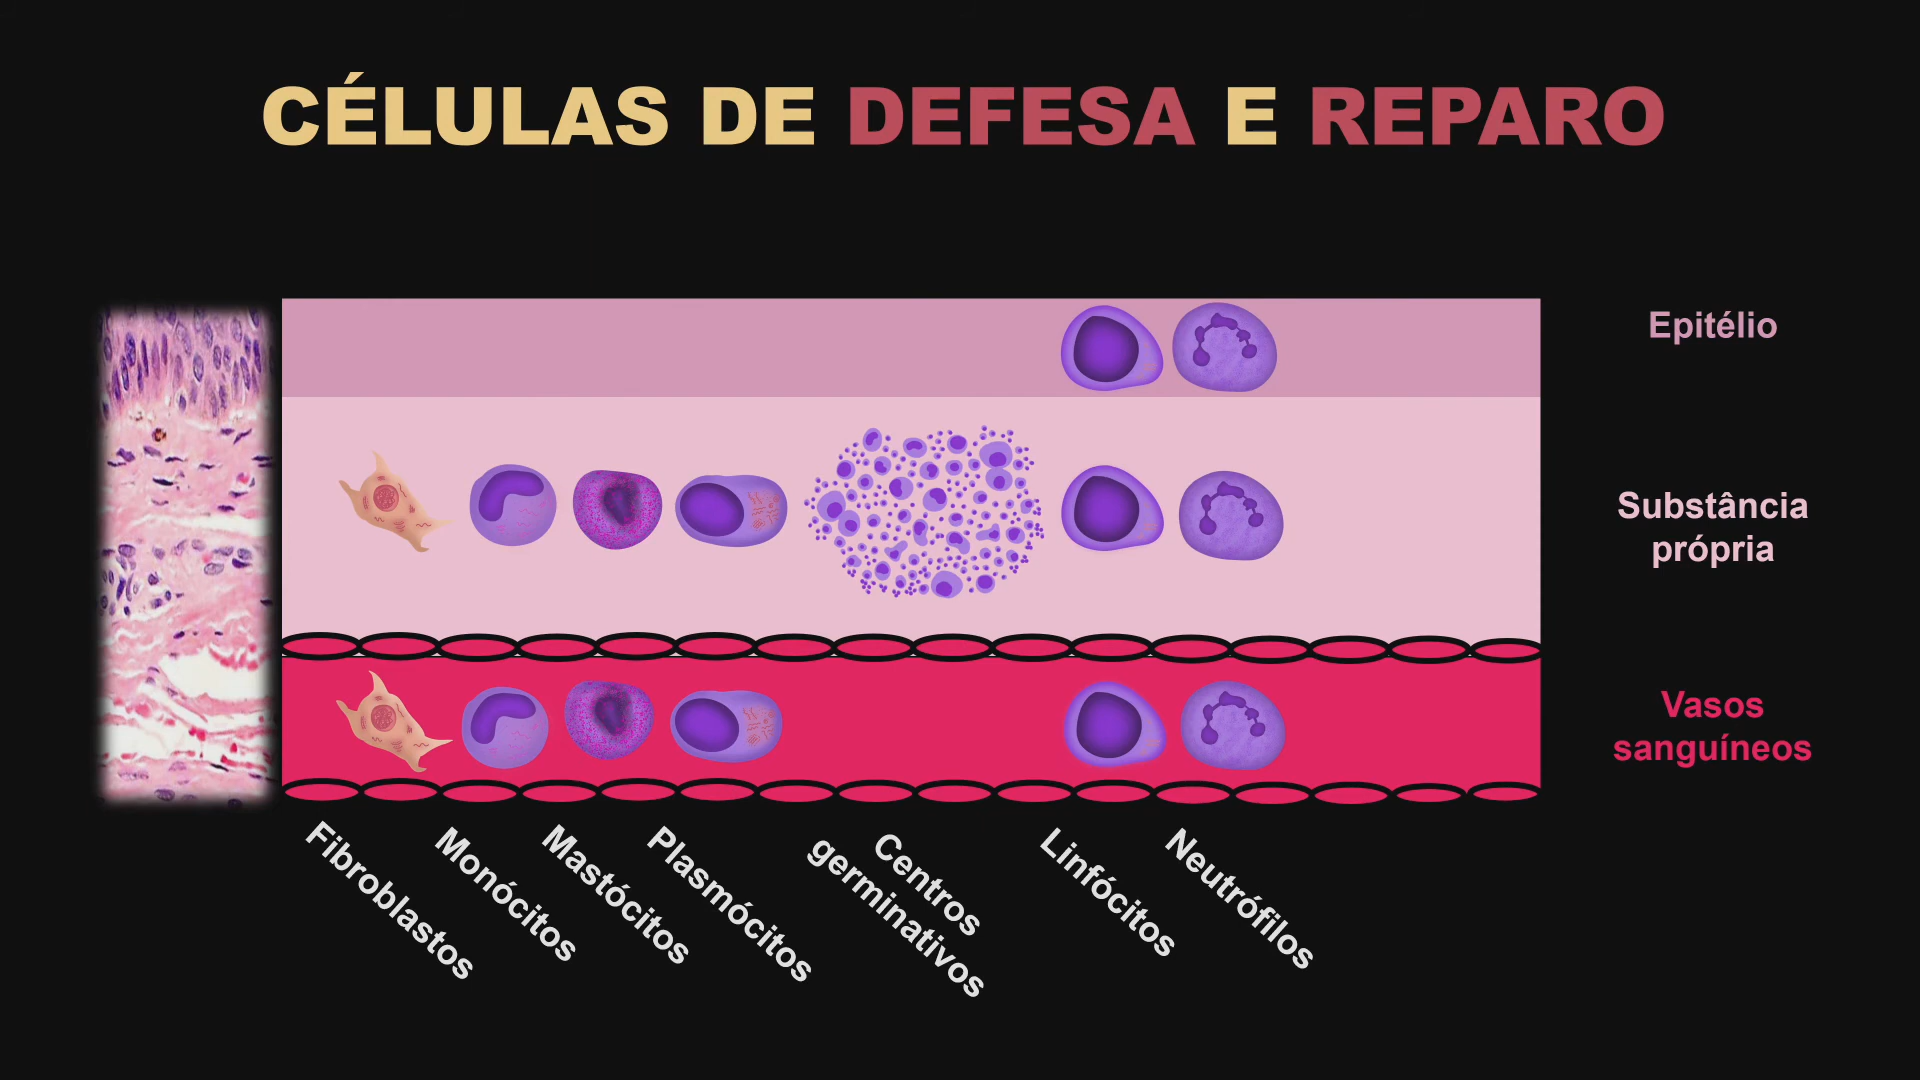 CÉLULAS DE DEFESA E REPARO
Epitélio
Substância
própria
Vasos
sanguíneos
Fibroblastos
Monócitos
Mastócitos
Plasmócitos
Centros
germinativos
Linfócitos
Neutrófilos